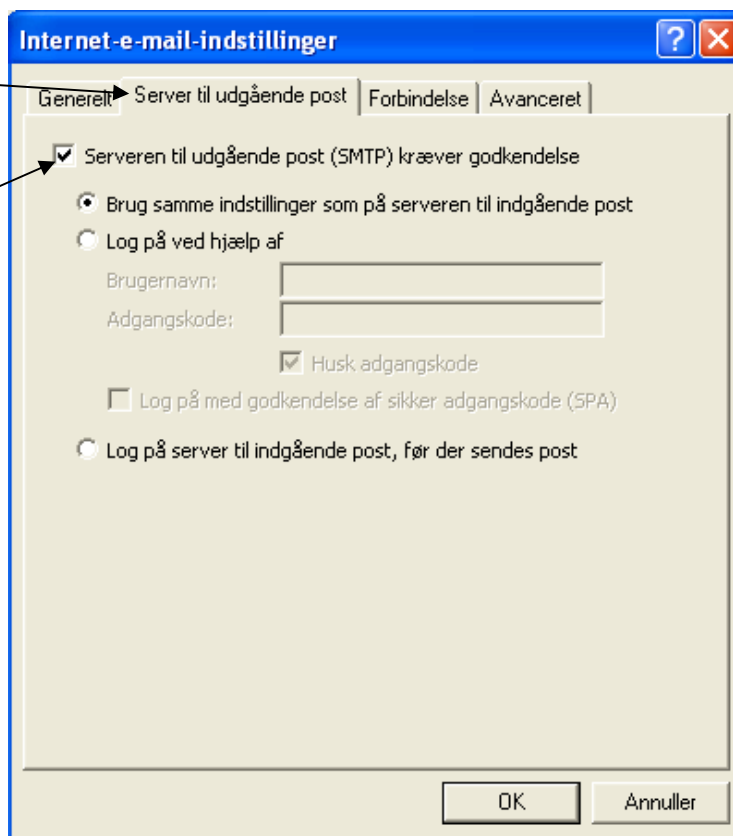 Internet-e-mail-indstillinger
Generelt Server til udgående post Forbindelse Avanceret
Serveren til udgående post (SMTP) kræver godkendelse
Brug samme indstillinger som på serveren til indgående post
Log på ved hjælp af
Brugernavn:
Adgangskode:
Husk adgangskode
Log på med godkendelse af sikker adgangskode (SPA)
Log på server til indgående post, før der sendes post
OK Annuller